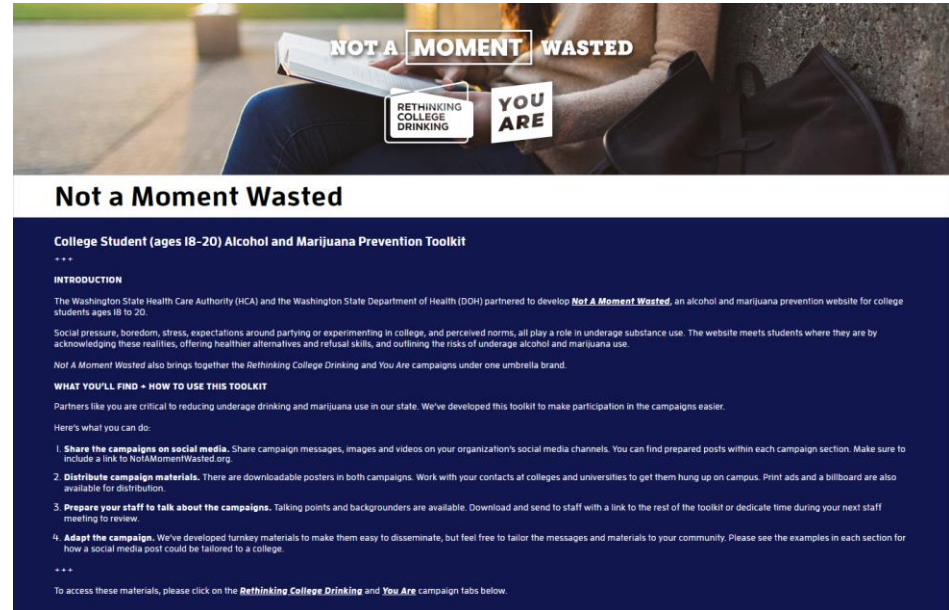 NOT A MOMENT WASTED
RETHINKING
COLLEGE
DRINKING
YOU
ARE
Not a Moment Wasted
College Student (ages 18-20) Alcohol and Marijuana Prevention Toolkit
+++
INTRODUCTION
The Washington State Health Care Authority (HCA) and the Washington State Department of Health (DOH) partnered to develop Not A Moment Wasted, an alcohol and marijuana prevention website for college
students ages 18 to 20.
Social pressure, boredom, stress, expectations around partying or experimenting in college, and perceived norms, all play a role in underage substance use. The website meets students where they are by
acknowledging these realities, offering healthier alternatives and refusal skills, and outlining the risks of underage alcohol and marijuana use.
Not A Moment Wasted also brings together the Rethinking College Drinking and You Are campaigns under one umbrella brand.
WHAT YOU'LL FIND + HOW TO USE THIS TOOLKIT
Partners like you are critical to reducing underage drinking and marijuana use in our state. We've developed this toolkit to make participation in the campaigns easier.
Here's what you can do:
1. Share the campaigns on social media. Share campaign messages, images and videos on your organization's social media channels. You can find prepared posts within each campaign section. Make sure to
include a link to NotAMomentWasted.org.
2. Distribute campaign materials. There are downloadable posters in both campaigns. Work with your contacts at colleges and universities to get them hung up on campus. Print ads and a billboard are also
available for distribution.
3. Prepare your staff to talk about the campaigns. Talking points and backgrounders are available. Download and send to staff with a link to the rest of the toolkit or dedicate time during your next staff
meeting to review.
4. Adapt the campaign. We've developed turnkey materials to make them easy to disseminate, but feel free to tailor the messages and materials to your community. Please see the examples in each section for
how a social media post could be tailored to a college.
+++
To access these materials, please click on the Rethinking College Drinking and You Are campaign tabs below.